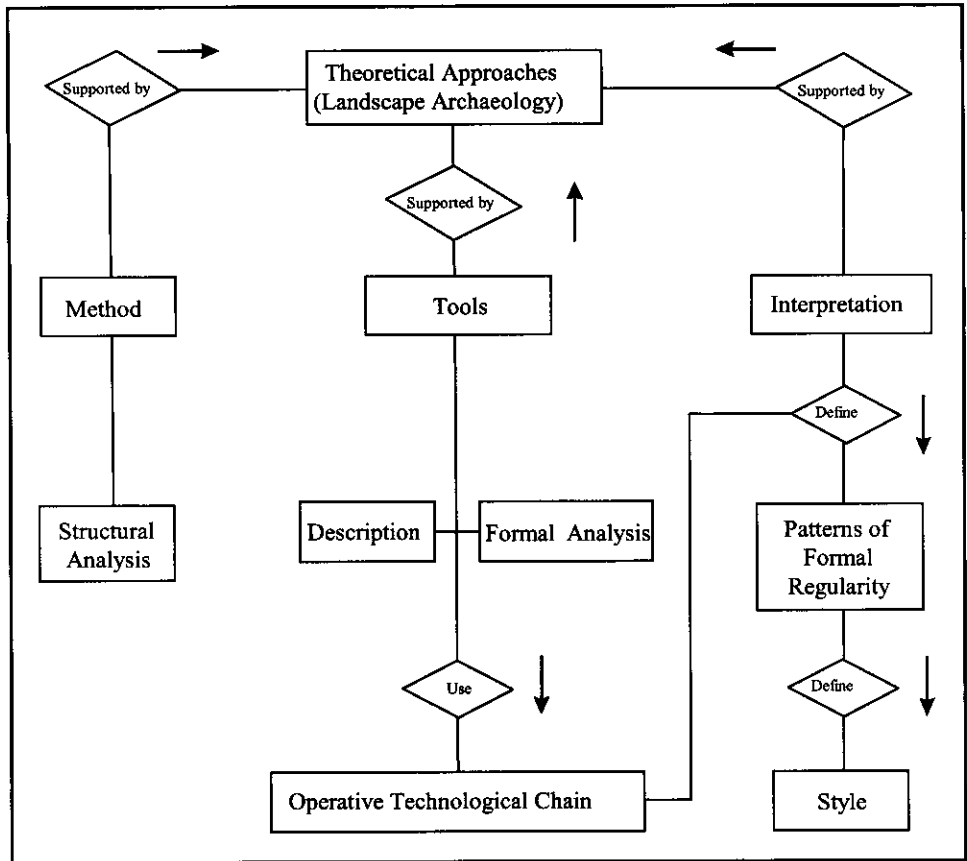 Supported by
Theoretical Approaches
(Landscape Archaeology)
Supported by
Supported by
Method
Tools
Interpretation
Define
Structural
Analysis
Description
Formal Analysis
Patterns of
Formal
Regularity
Use
Define
Operative Technological Chain
Style